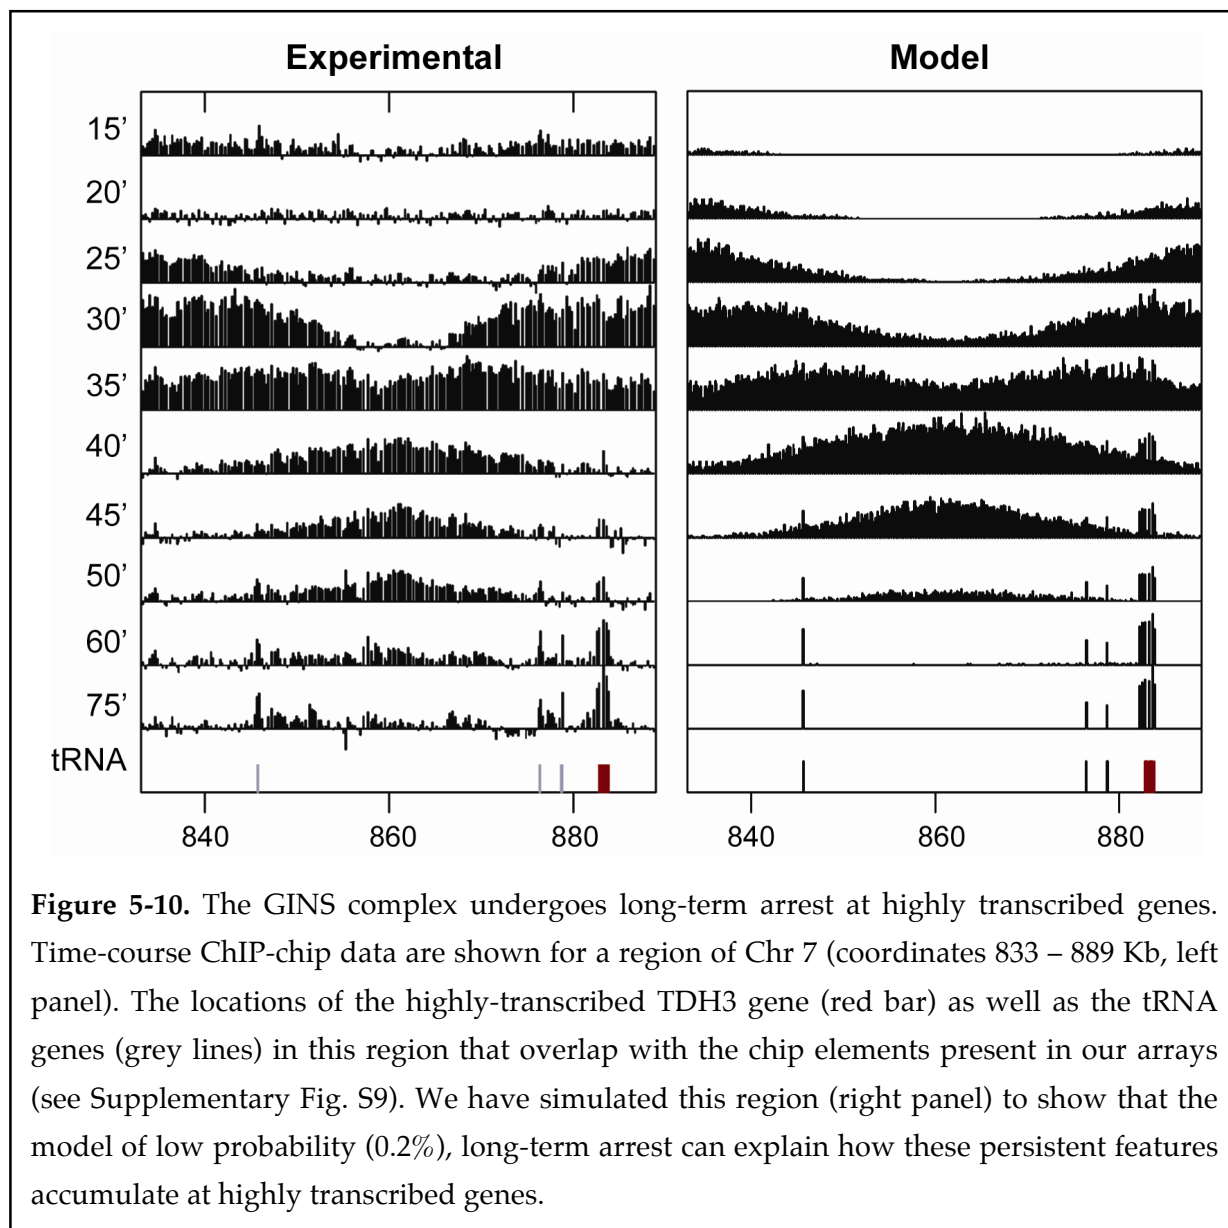 Experimental Model
15’
20’
25’
30’
35’
40’
45’
50’
60’
75’
tRNA
840 860 880 840 860 880
Figure 5-10. The GINS complex undergoes long-term arrest at highly transcribed genes.
Time-course ChIP-chip data are shown for a region of Chr 7 (coordinates 833 – 889 Kb, left
panel). The locations of the highly-transcribed TDH3 gene (red bar) as well as the tRNA
genes (grey lines) in this region that overlap with the chip elements present in our arrays
(see Supplementary Fig. S9). We have simulated this region (right panel) to show that the
model of low probability (0.2%), long-term arrest can explain how these persistent features
accumulate at highly transcribed genes.